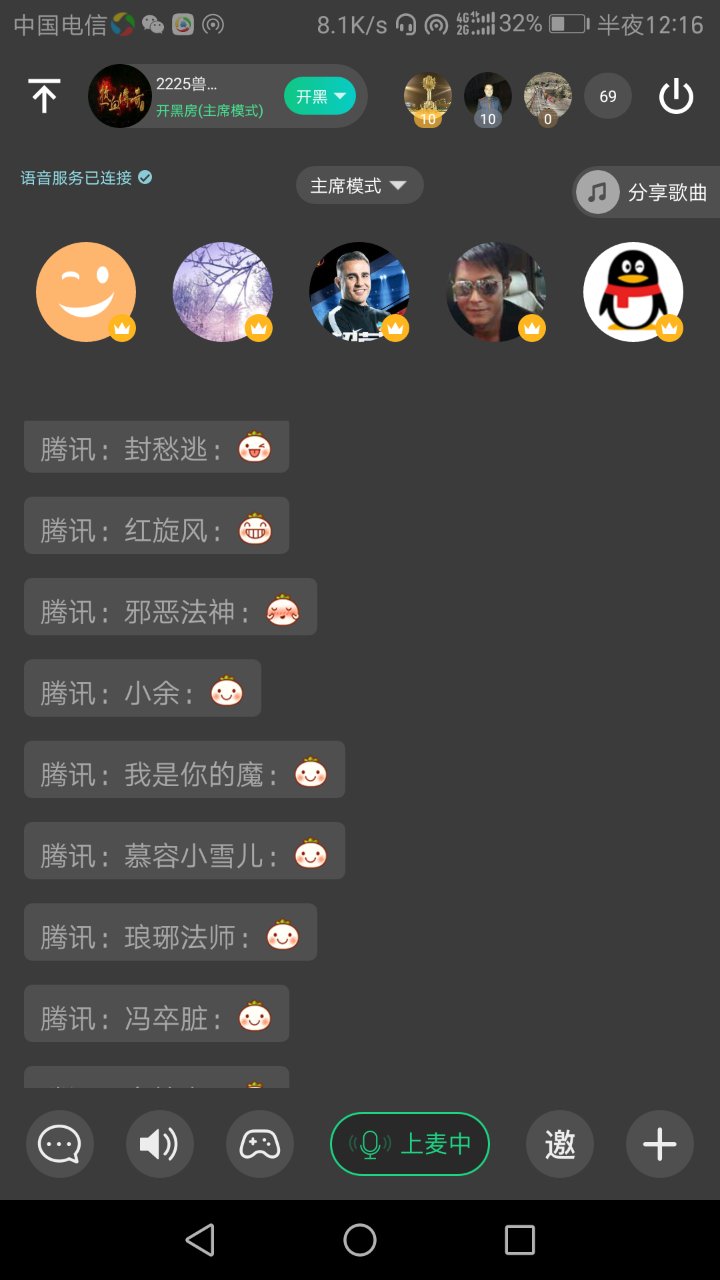 中国电信 8.1K/s 4G 2G 32% 半夜12:16
2225兽...
开黑房(主席模式)
开黑
10
10
0
69
语音服务已连接
主席模式
分享歌曲
腾讯：封愁逃：
腾讯：红旋风：
腾讯：邪恶法神：
腾讯：小余：
腾讯：我是你的魔：
腾讯：慕容小雪儿：
腾讯：琅琊法师：
腾讯：冯卒脏：
上麦中
邀